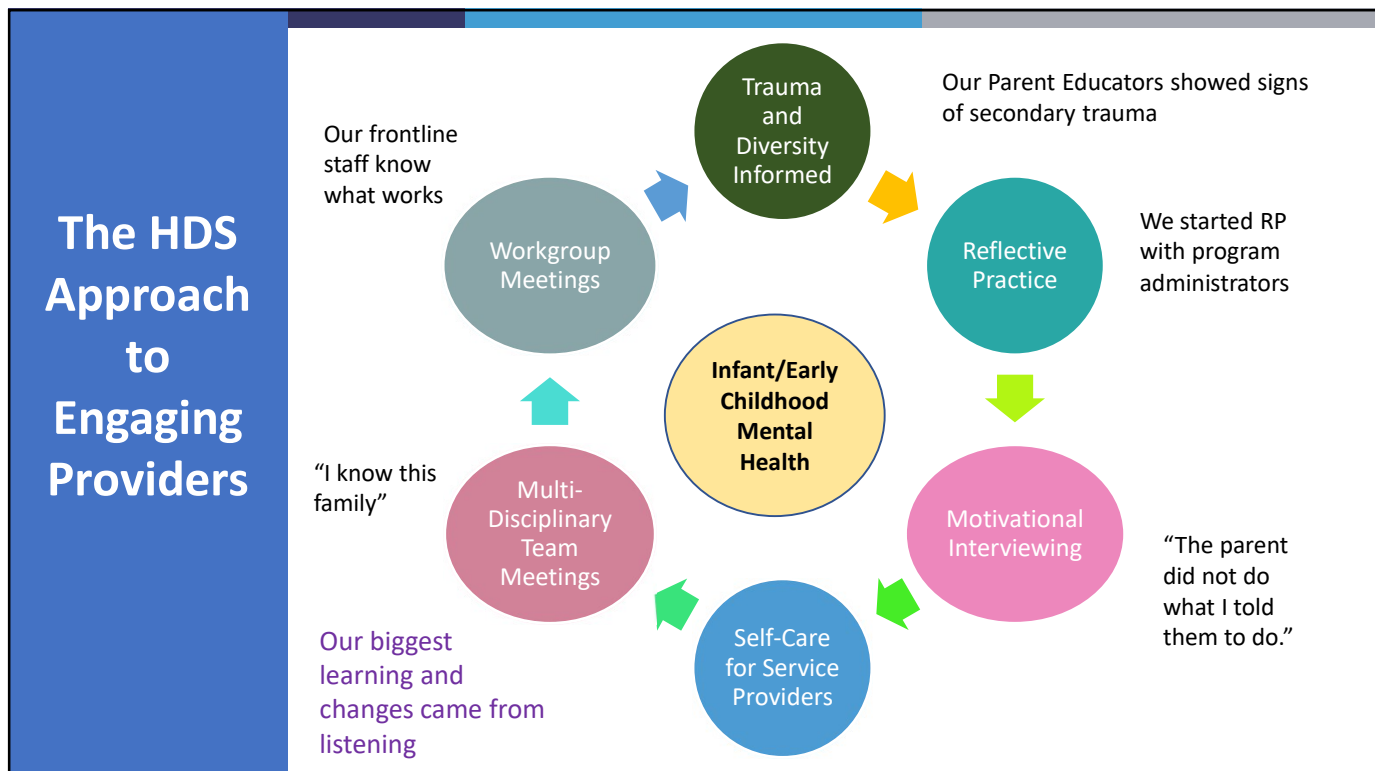 The HDS
Approach
to
Engaging
Providers
Trauma
and
Diversity
Informed
Our Parent Educators showed signs
of secondary trauma
Reflective
Practice
We started RP
with program
administrators
Motivational
Interviewing
“The parent
did not do
what I told
them to do.”
Self-Care
for Service
Providers
Our biggest
learning and
changes came from
listening
Multi-
Disciplinary
Team
Meetings
“I know this
family”
Workgroup
Meetings
Our frontline
staff know
what works
Infant/Early
Childhood
Mental
Health